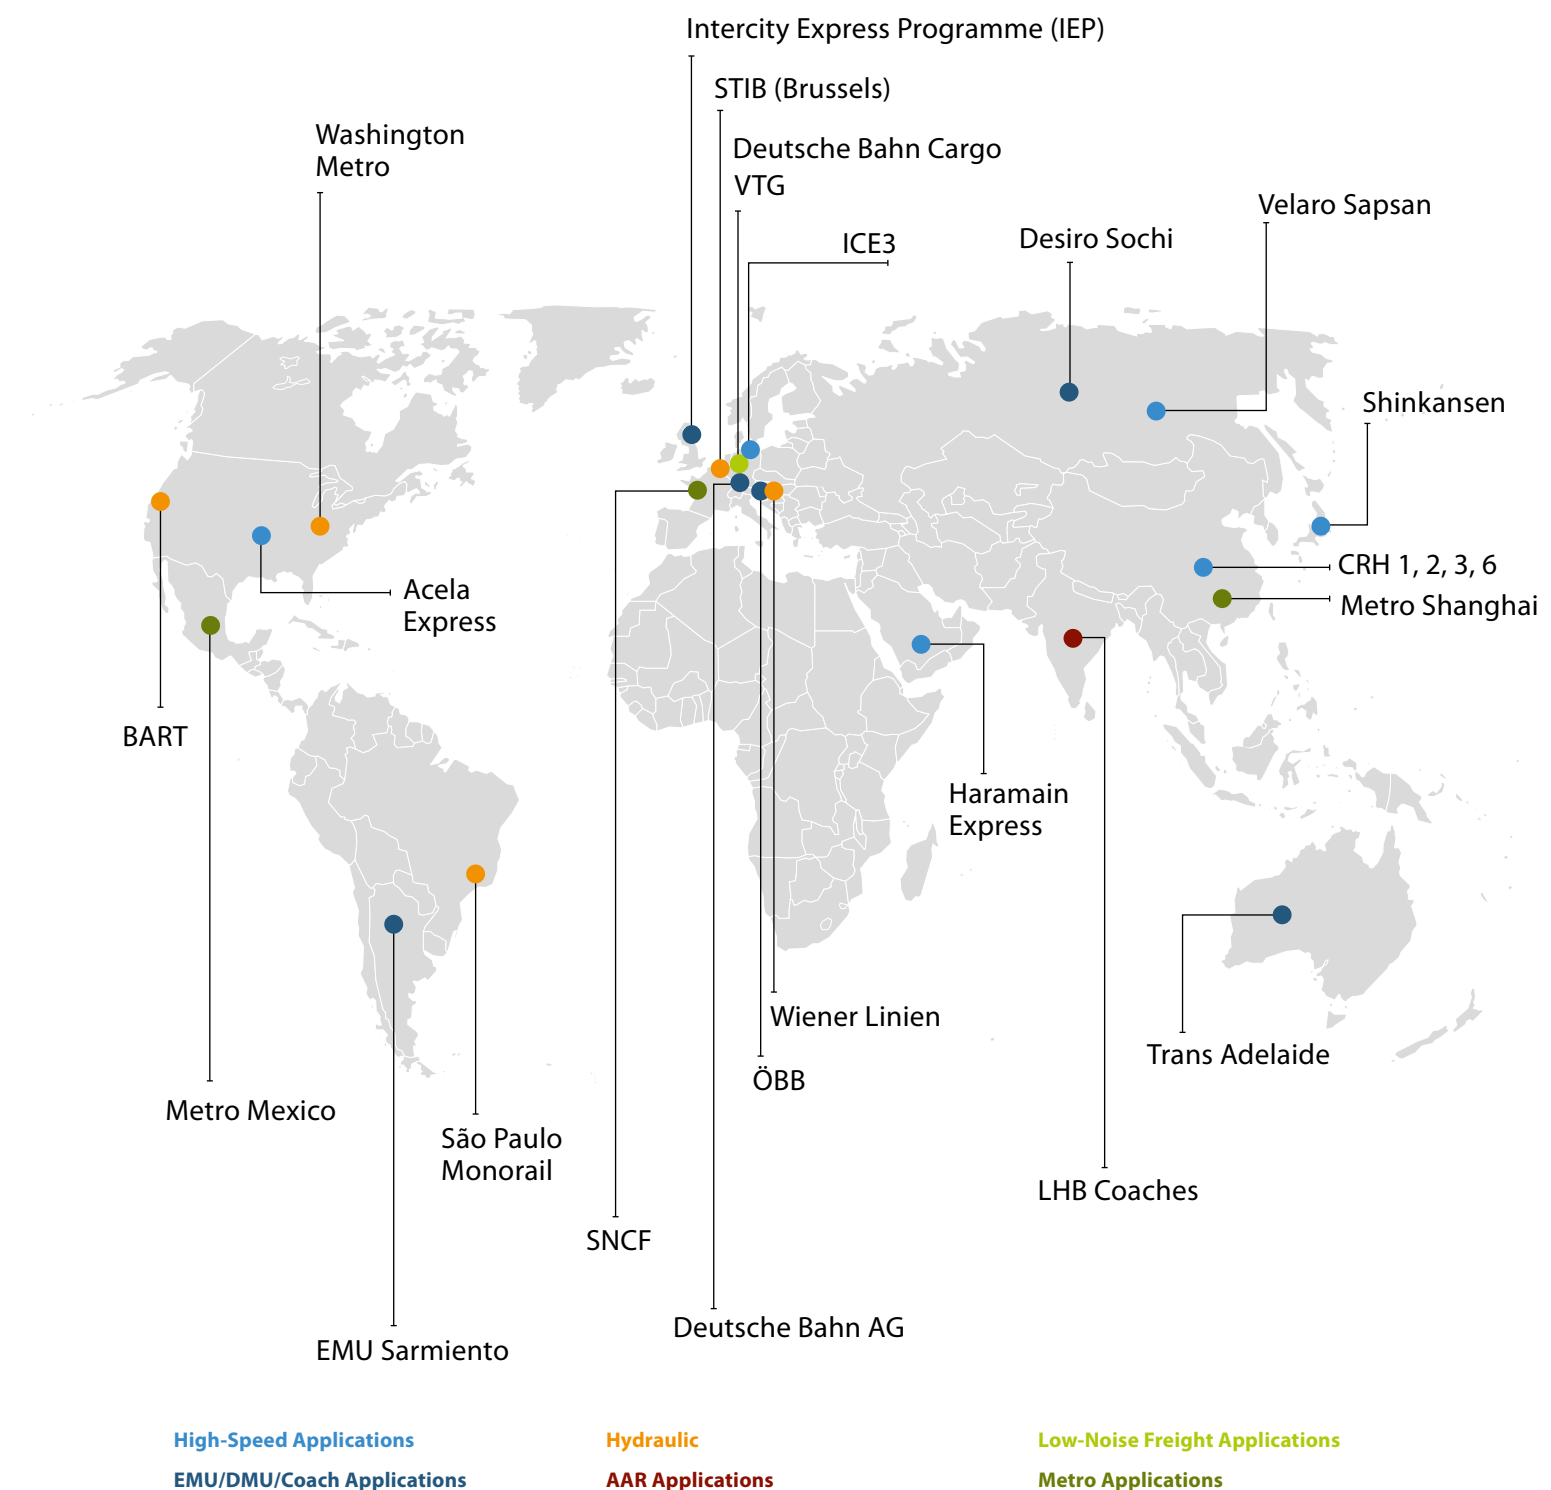 Intercity Express Programme (IEP)
STIB (Brussels)
Washington
Metro
Deutsche Bahn Cargo
VTG
Velaro Sapsan
ICE3
Desiro Sochi
Shinkansen
CRH 1, 2, 3, 6
Metro Shanghai
Acela
Express
BART
Haramain
Express
Wiener Linien
Trans Adelaide
ÖBB
Metro Mexico
São Paulo
Monorail
LHB Coaches
SNCF
Deutsche Bahn AG
EMU Sarmiento
High-Speed Applications
Hydraulic
Low-Noise Freight Applications
EMU/DMU/Coach Applications
AAR Applications
Metro Applications